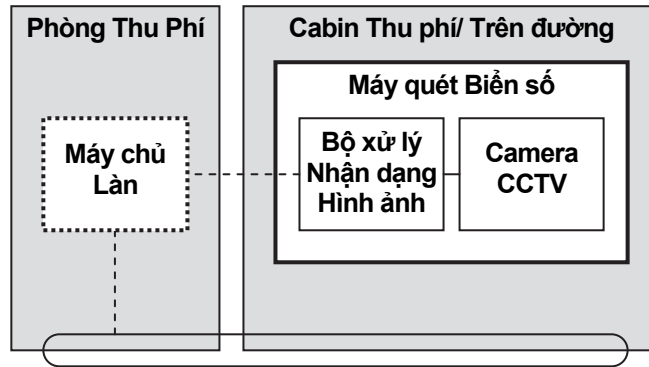 Phòng Thu Phí
Cabin Thu phí/ Trên đường
Máy quét Biển số
Máy chủ
Làn
Bộ xử lý
Nhận dạng
Hình ảnh
Camera
CCTV